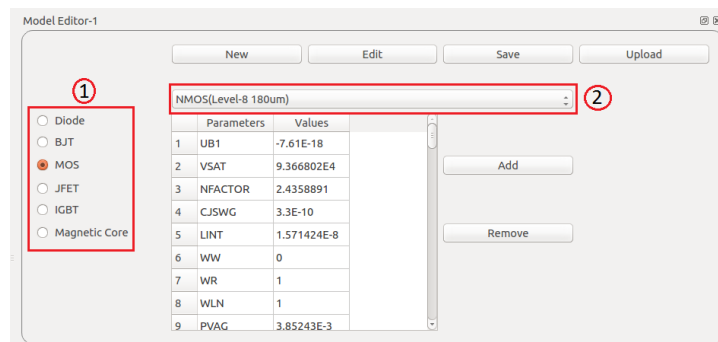 Model Editor-1
New Edit Save Upload
1
NMOS(Level-8 180um) 2
Diode
BJT
MOS
JFET
IGBT
Magnetic Core
Parameters Values
1 UB1 -7.61E-18
2 VSAT 9.366802E4
3 NFACTOR 2.4358891
4 CJSWG 3.3E-10
5 LINT 1.571424E-8
6 WW 0
7 WR 1
8 WLN 1
9 PVAG 3.85243E-3
Add
Remove